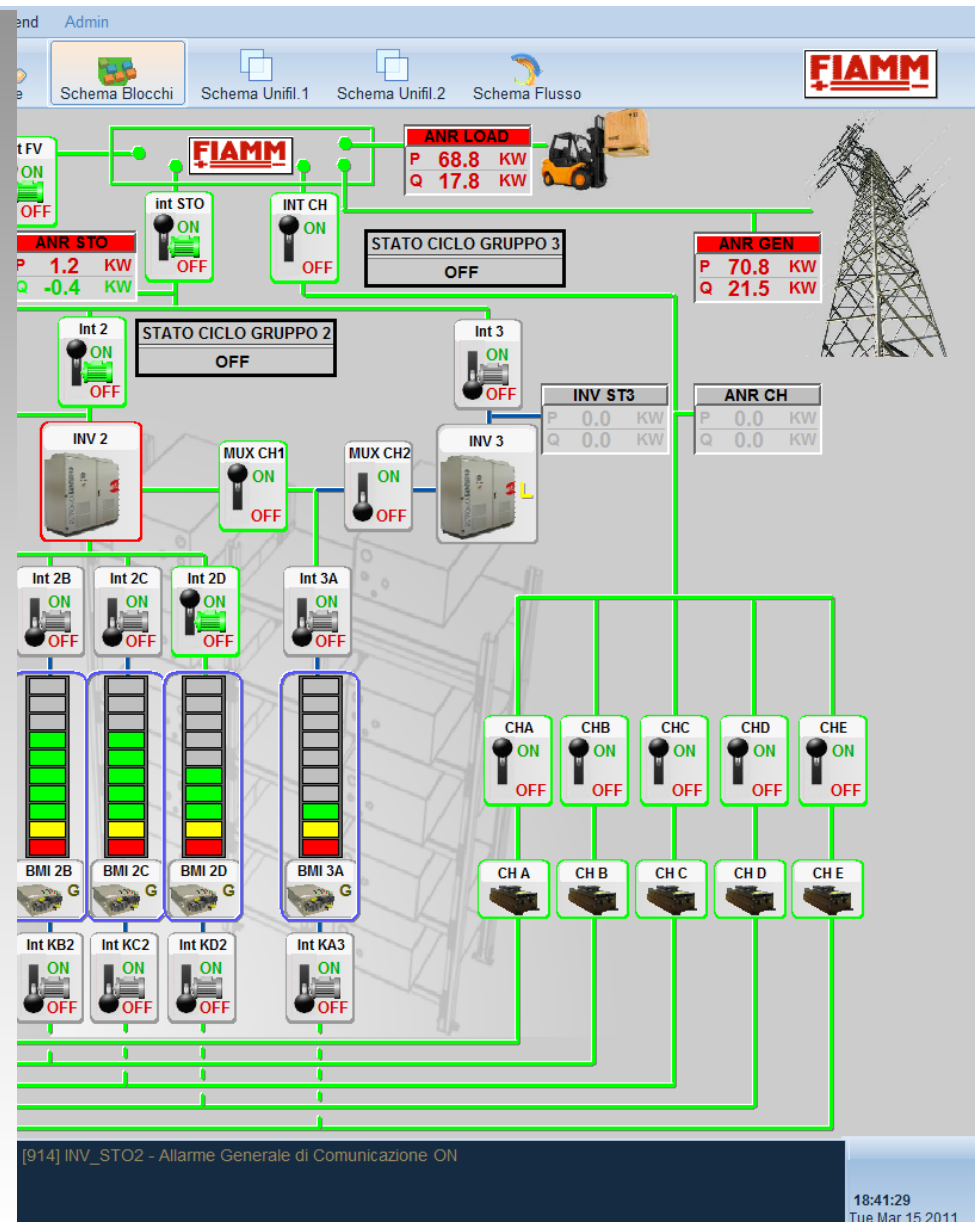 end Admin
e Schema Blocchi Schema Unifil.1 Schema Unifil.2 Schema Flusso
FIAMM
t FV
ON
OFF
FIAMM
ANR LOAD
P 68.8 KW
Q 17.8 KW
int STO
ON
OFF
INT CH
ON
OFF
STATO CICLO GRUPPO 3
OFF
ANR STO
P 1.2 KW
Q -0.4 KW
ANR GEN
P 70.8 KW
Q 21.5 KW
Int 2
ON
OFF
STATO CICLO GRUPPO 2
OFF
Int 3
ON
OFF
INV ST3
P 0.0 KW
Q 0.0 KW
ANR CH
P 0.0 KW
Q 0.0 KW
INV 2
MUX CH1
ON
OFF
MUX CH2
ON
OFF
INV 3
L
Int 2B
ON
OFF
Int 2C
ON
OFF
Int 2D
ON
OFF
Int 3A
ON
OFF
CHA
ON
OFF
CHB
ON
OFF
CHC
ON
OFF
CHD
ON
OFF
CHE
ON
OFF
BMI 2B
G
BMI 2C
G
BMI 2D
G
BMI 3A
G
CH A
CH B
CH C
CH D
CH E
Int KB2
ON
OFF
Int KC2
ON
OFF
Int KD2
ON
OFF
Int KA3
ON
OFF
[914] INV_STO2 - Allarme Generale di Comunicazione ON
18:41:29
Tue Mar 15 2011